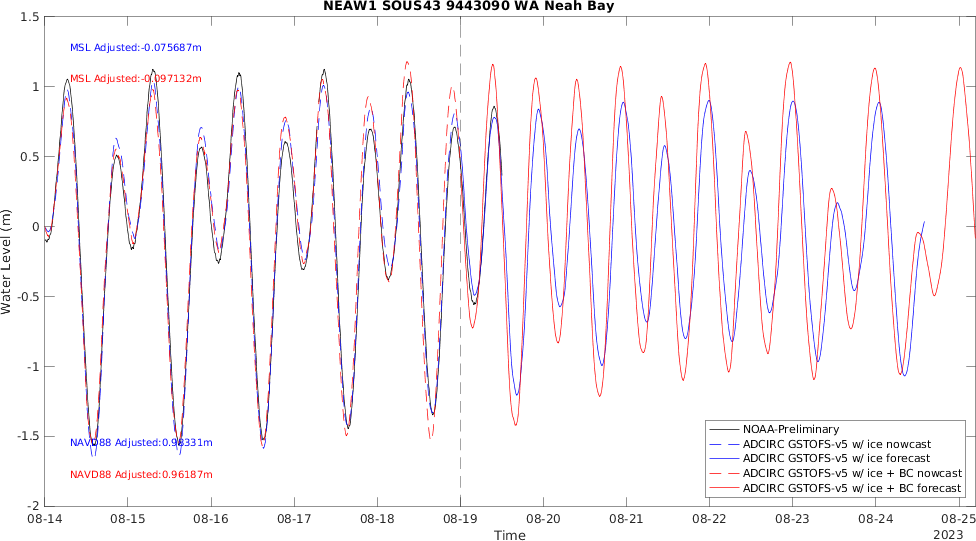 NEAW1 SOUS43 9443090 WA Neah Bay
1.5
1
0.5
0
-0.5
-1
-1.5
-2
Water Level (m)
MSL Adjusted:-0.075687m
MSL Adjusted:-0.097132m
NAVD88 Adjusted:0.98331m
NAVD88 Adjusted:0.96187m
NOAA-Preliminary
ADCIRC GSTOFS-v5 w/ ice nowcast
ADCIRC GSTOFS-v5 w/ ice forecast
ADCIRC GSTOFS-v5 w/ ice + BC nowcast
ADCIRC GSTOFS-v5 w/ ice + BC forecast
08-14 08-15 08-16 08-17 08-18 08-19 08-20 08-21 08-22 08-23 08-24 08-25
Time
2023